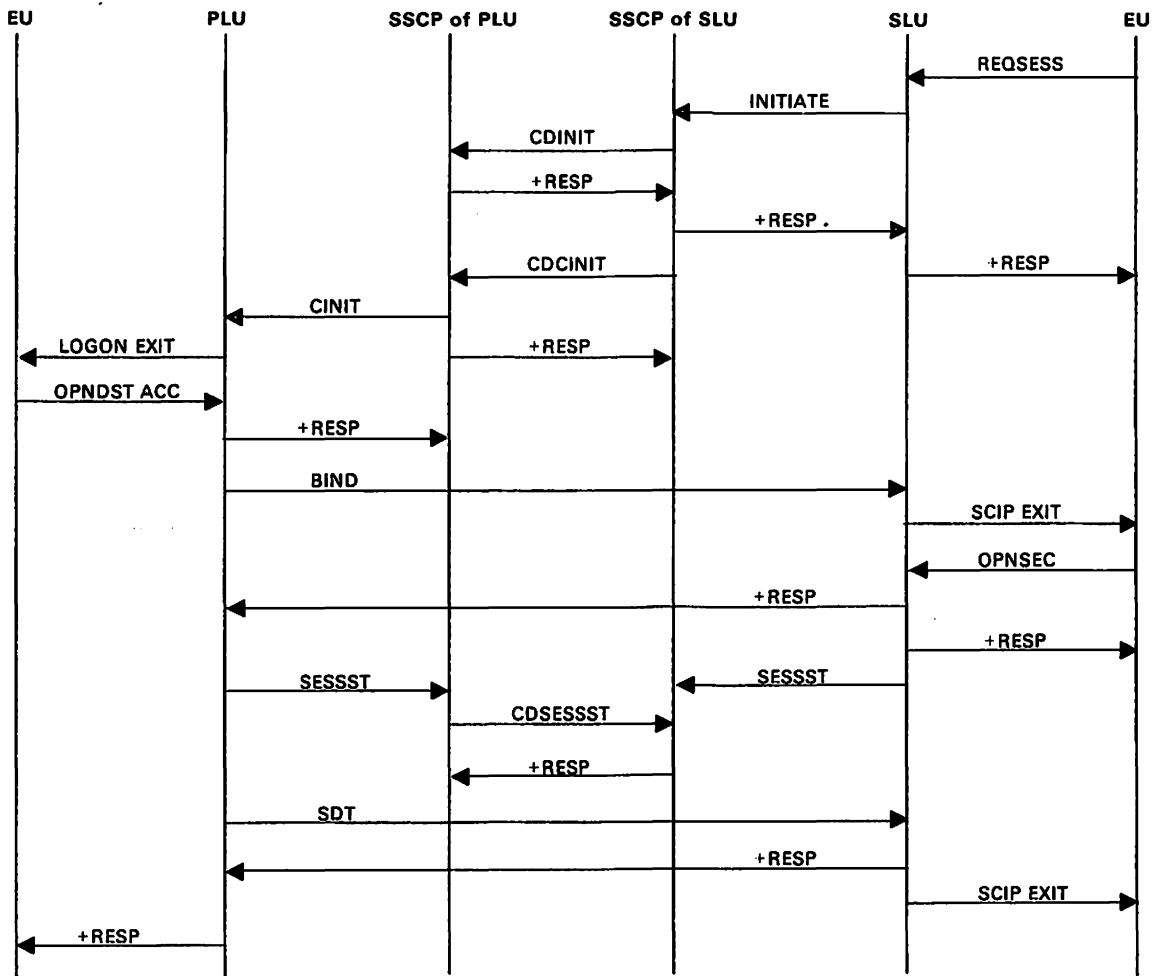 EU PLU SSCP of PLU SSCP of SLU SLU EU
REQSESS
INITIATE
CDINIT
+RESP
+RESP
CDCINIT +RESP
CINIT
LOGON EXIT +RESP
OPNDST ACC
+RESP
BIND
SCIP EXIT
OPNSEC
+RESP
+RESP
SESSST SESSST
CDSESSST
+RESP
SDT
+RESP
SCIP EXIT
+RESP